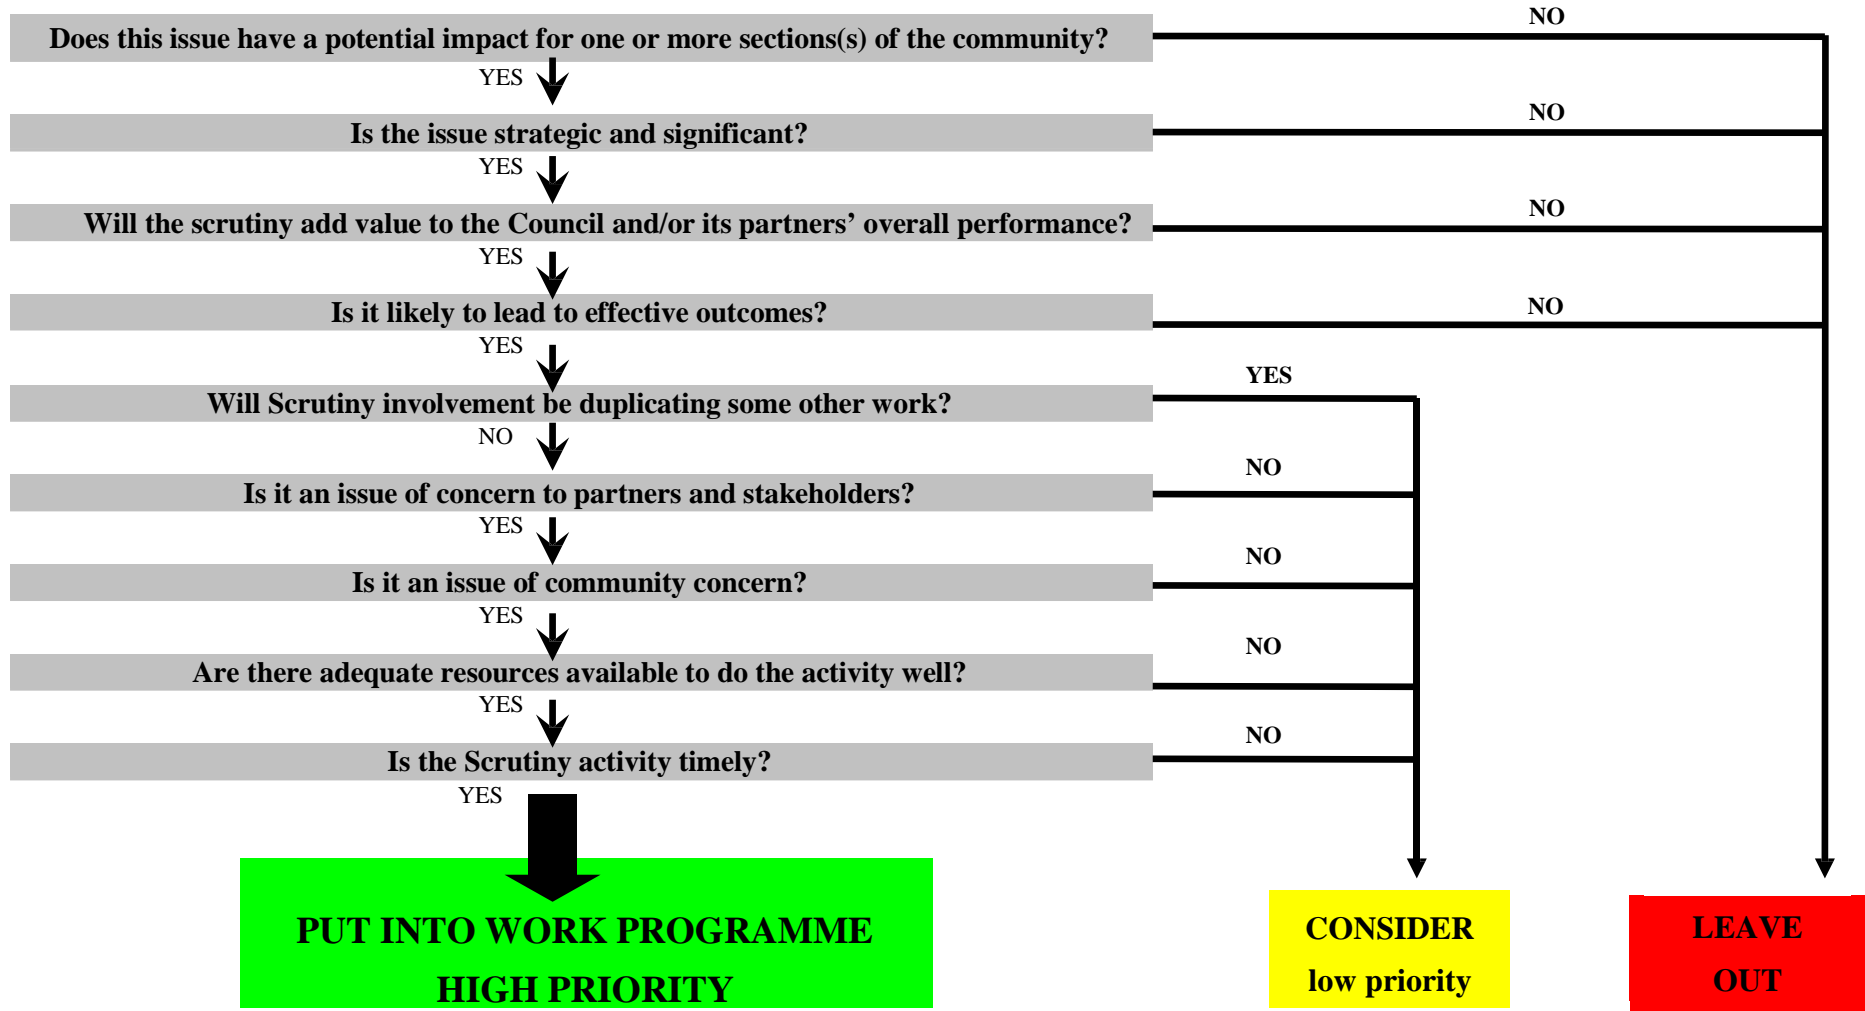 NO
Does this issue have a potential impact for one or more sections(s) of the community?
YES
NO
Is the issue strategic and significant?
YES
NO
Will the scrutiny add value to the Council and/or its partners’ overall performance?
YES
NO
Is it likely to lead to effective outcomes?
YES
YES
Will Scrutiny involvement be duplicating some other work?
NO
NO
Is it an issue of concern to partners and stakeholders?
YES
NO
Is it an issue of community concern?
YES
NO
Are there adequate resources available to do the activity well?
YES
NO
Is the Scrutiny activity timely?
YES
PUT INTO WORK PROGRAMME
HIGH PRIORITY
CONSIDER
low priority
LEAVE
OUT